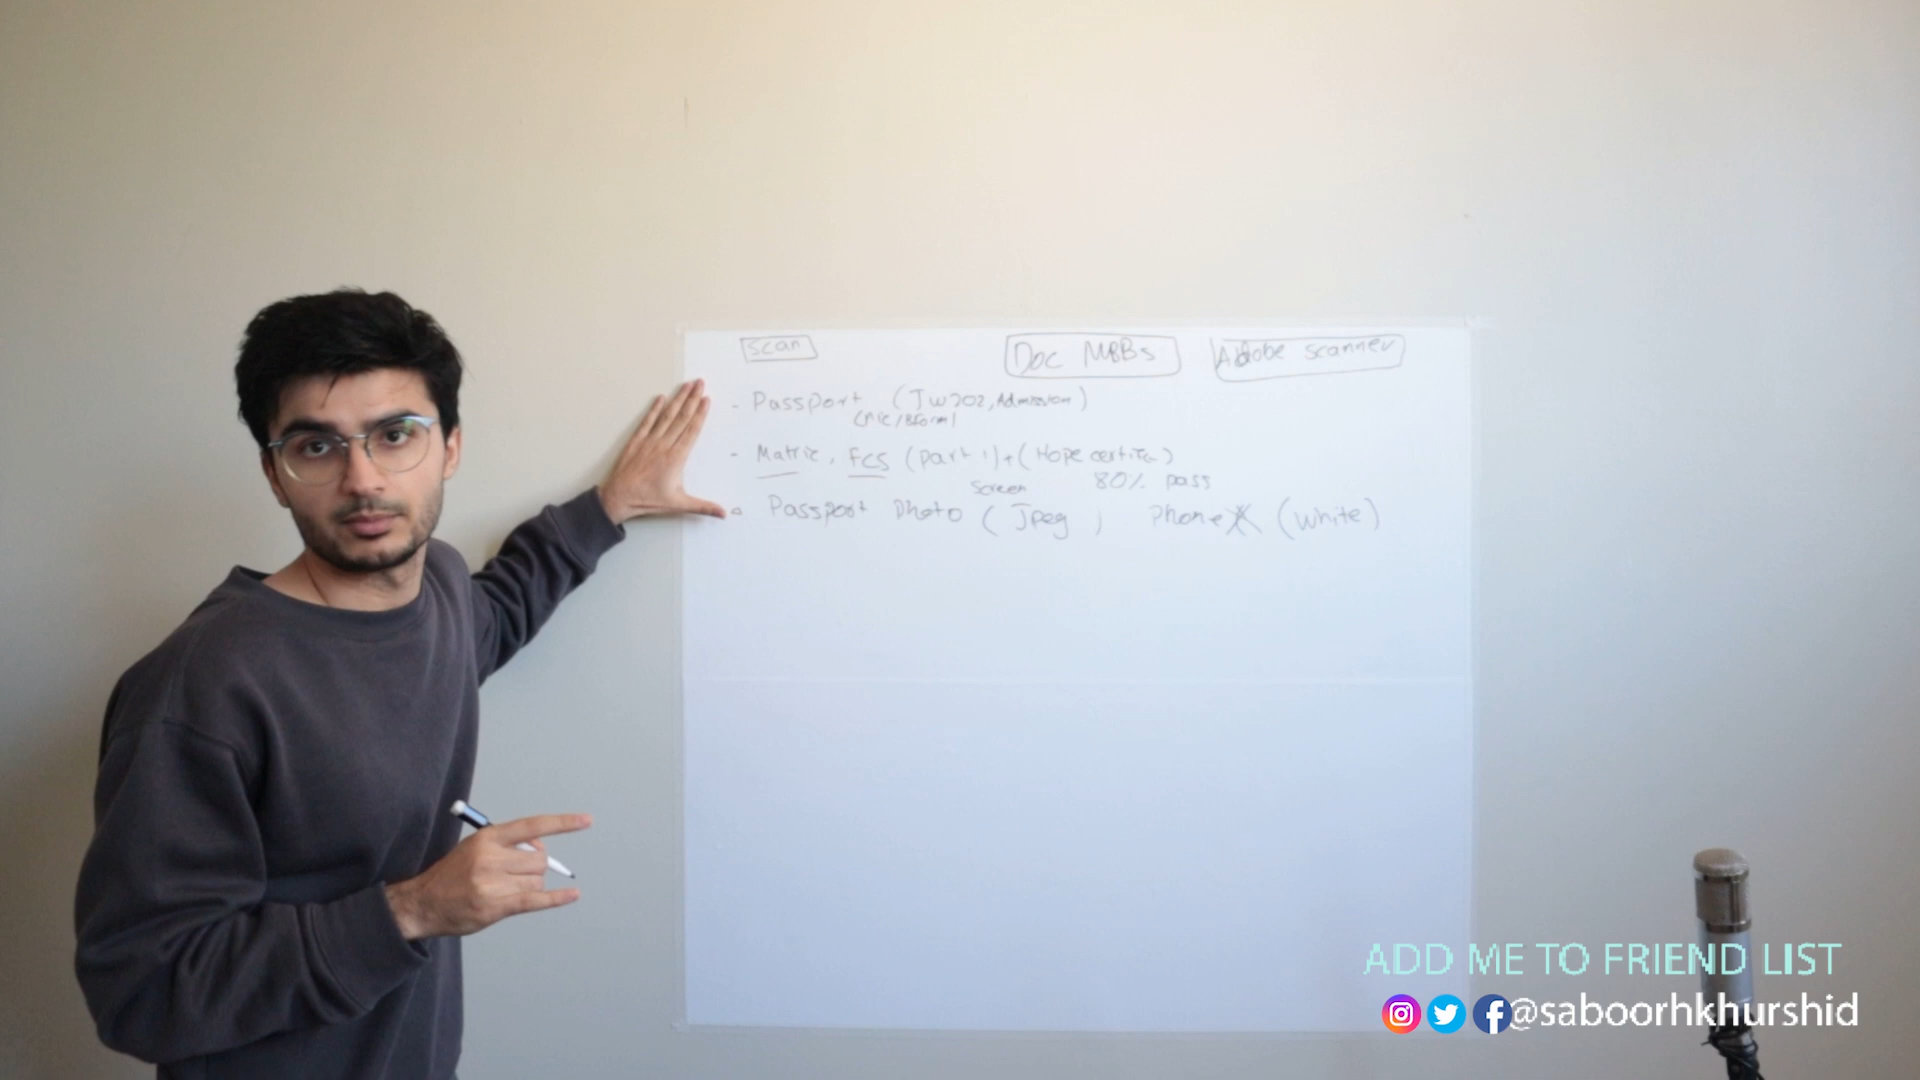 Scan
Doc MBBs
Adobe scanner
- Passport (Jw202, Admission)
(Nic/Bform)
- Matric, Fcs (part 1) + (Hope certifica)
Screen 80% pass
Passport Photo (Jpeg) Phone X (white)
ADD ME TO FRIEND LIST
@saboorhkhurshid